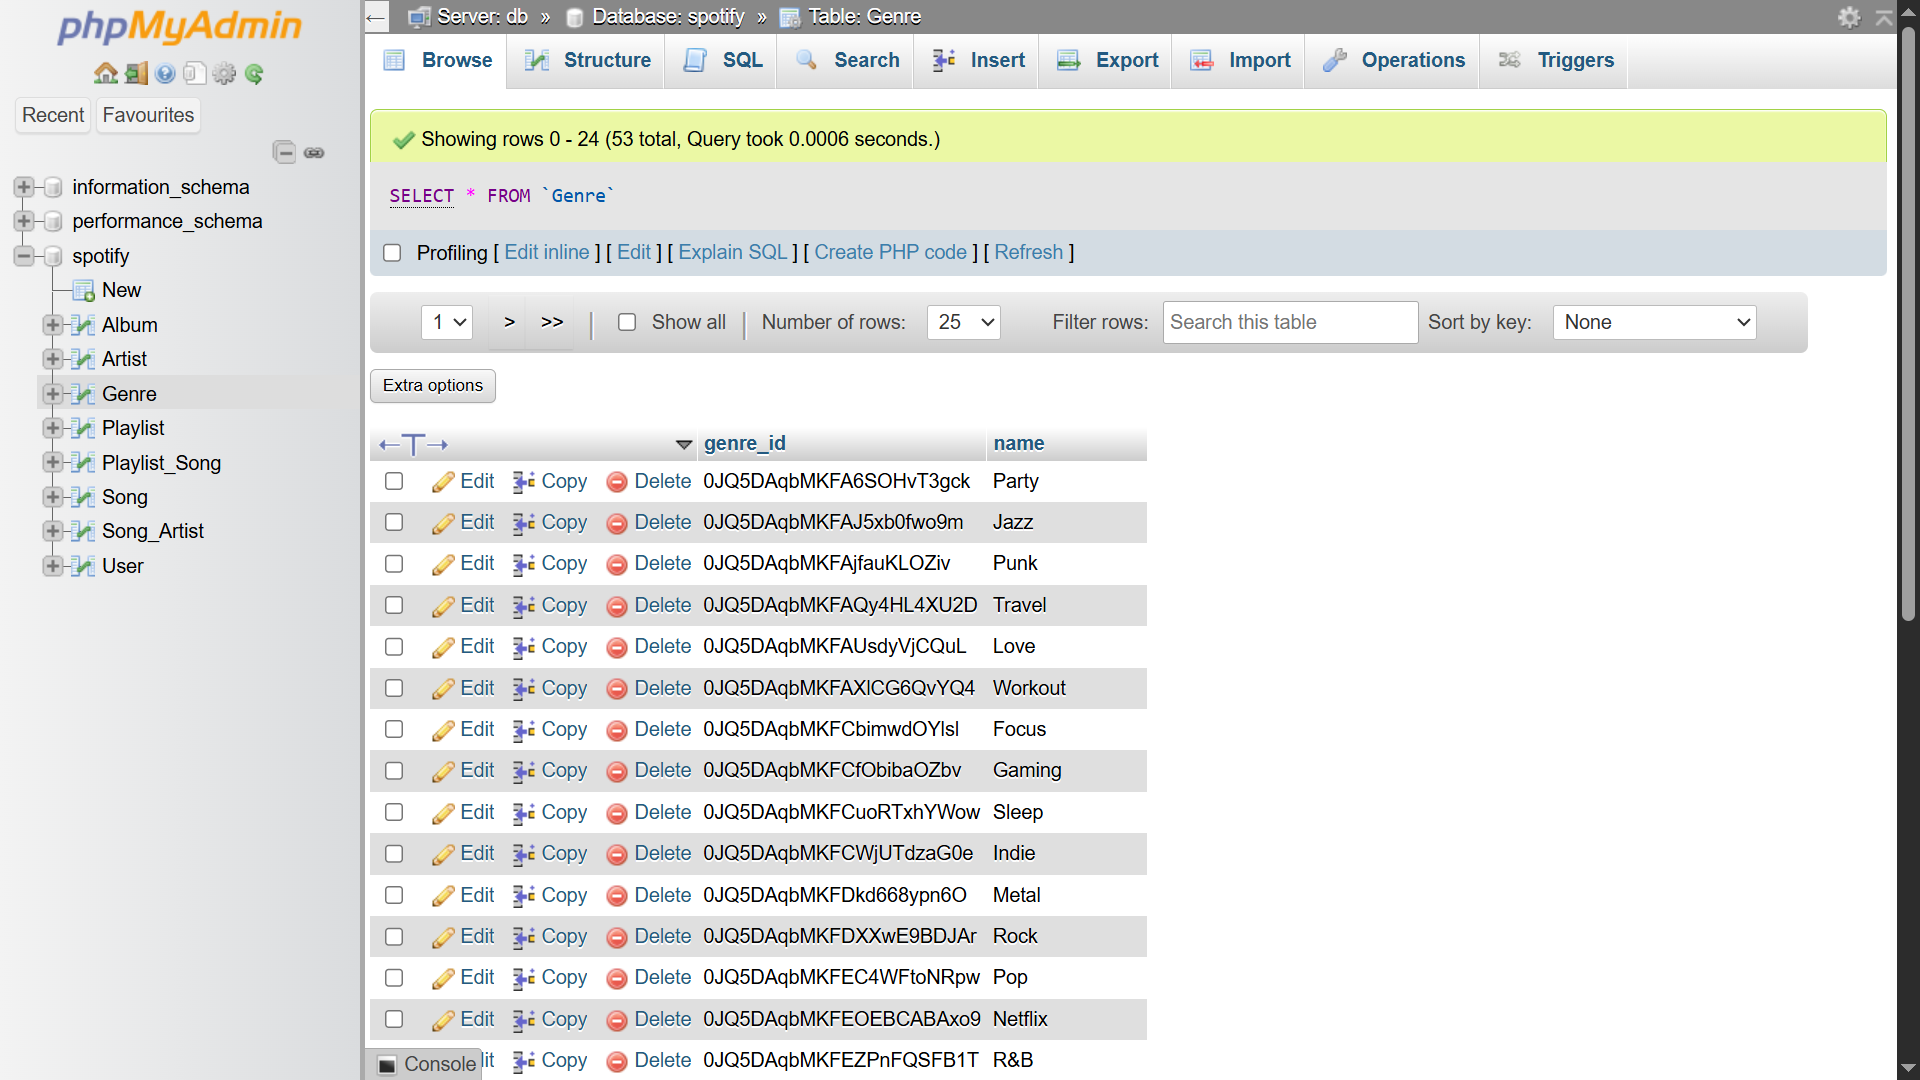 phpMyAdmin
Recent Favourites
information_schema
performance_schema
spotify
New
Album
Artist
Genre
Playlist
Playlist_Song
Song
Song_Artist
User
Server: db » Database: spotify » Table: Genre
Browse Structure SQL Search Insert Export Import Operations Triggers
Showing rows 0 - 24 (53 total, Query took 0.0006 seconds.)
SELECT * FROM `Genre`
Profiling [ Edit inline ] [ Edit ] [ Explain SQL ] [ Create PHP code ] [ Refresh ]
1 > >> | Show all | Number of rows: 25 Filter rows: Search this table Sort by key: None
Extra options
genre_id name
Edit Copy Delete 0JQ5DAqbMKFA6SOHvT3gck Party
Edit Copy Delete 0JQ5DAqbMKFAJ5xb0fwo9m Jazz
Edit Copy Delete 0JQ5DAqbMKFAjfauKLOZiv Punk
Edit Copy Delete 0JQ5DAqbMKFAQy4HL4XU2D Travel
Edit Copy Delete 0JQ5DAqbMKFAUsdyVjCQuL Love
Edit Copy Delete 0JQ5DAqbMKFAXlCG6QvYQ4 Workout
Edit Copy Delete 0JQ5DAqbMKFCbimwdOYlsl Focus
Edit Copy Delete 0JQ5DAqbMKFCfObibaOZbv Gaming
Edit Copy Delete 0JQ5DAqbMKFCuoRTxhYWow Sleep
Edit Copy Delete 0JQ5DAqbMKFCWjUTdzaG0e Indie
Edit Copy Delete 0JQ5DAqbMKFDkd668ypn6O Metal
Edit Copy Delete 0JQ5DAqbMKFDXXwE9BDJAr Rock
Edit Copy Delete 0JQ5DAqbMKFEC4WFtoNRpw Pop
Edit Copy Delete 0JQ5DAqbMKFEOEBCABAxo9 Netflix
Console Copy Delete 0JQ5DAqbMKFEZPnFQSFB1T R&B